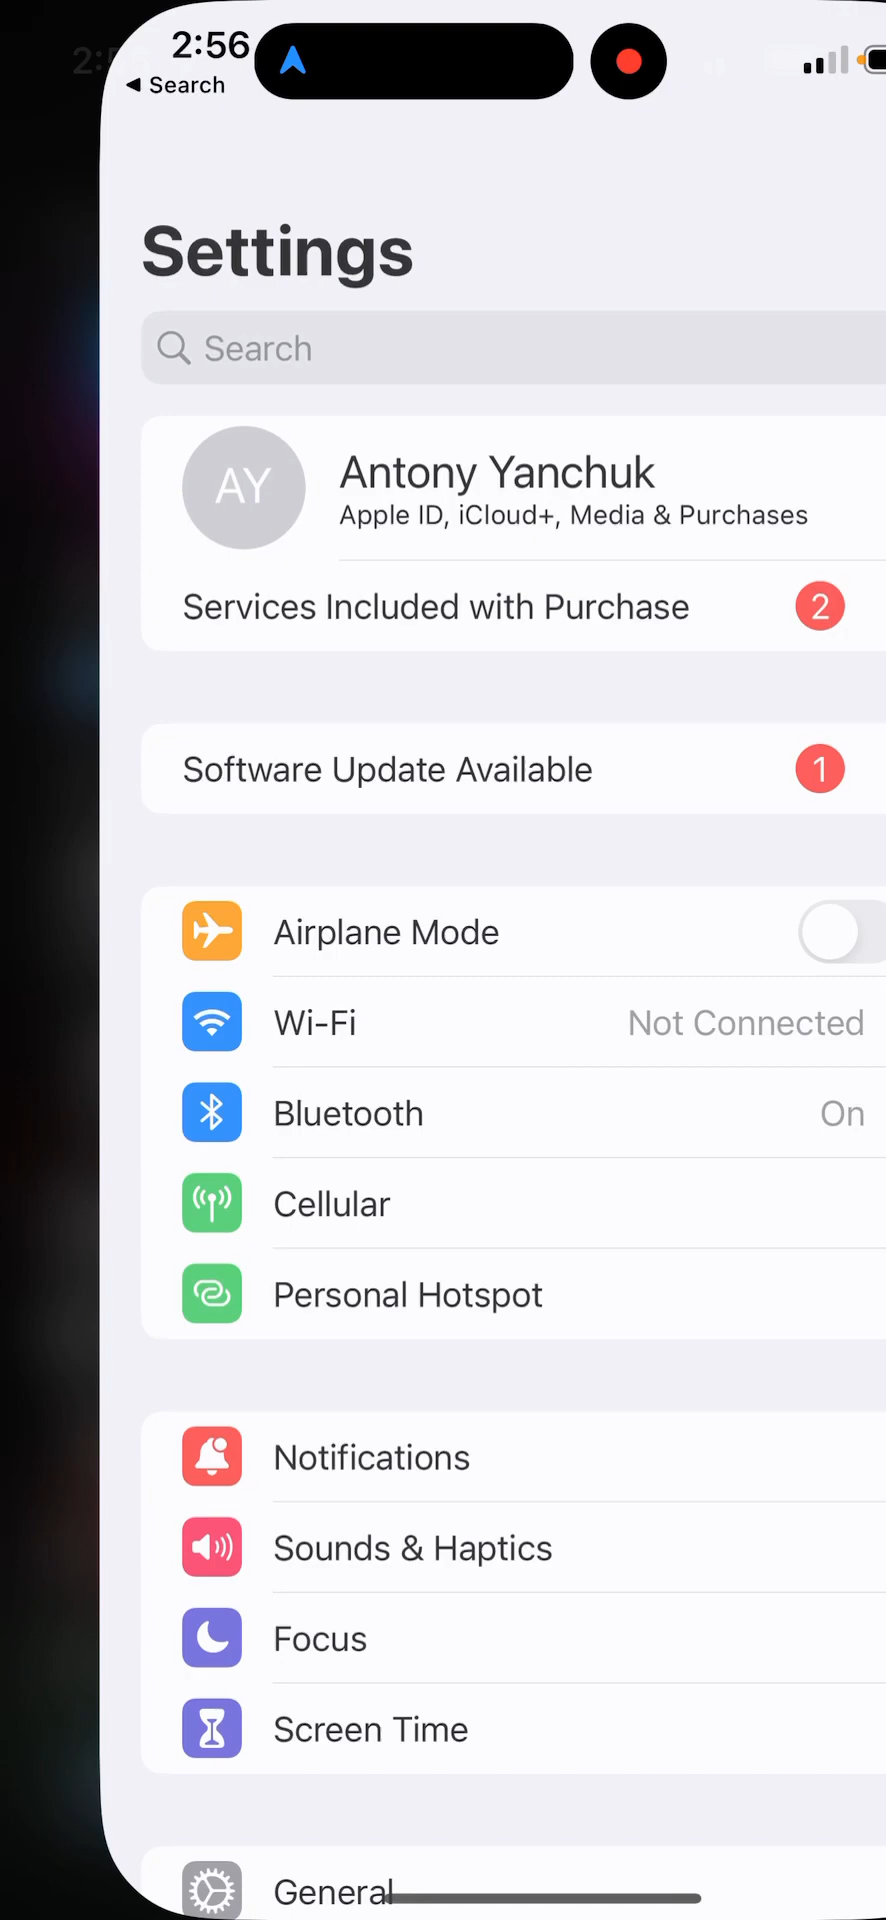 2:56
◀ Search
Settings
Search
AY
Antony Yanchuk
Apple ID, iCloud+, Media & Purchases
Services Included with Purchase 2
Software Update Available 1
Airplane Mode
Wi-Fi Not Connected
Bluetooth On
Cellular
Personal Hotspot
Notifications
Sounds & Haptics
Focus
Screen Time
General